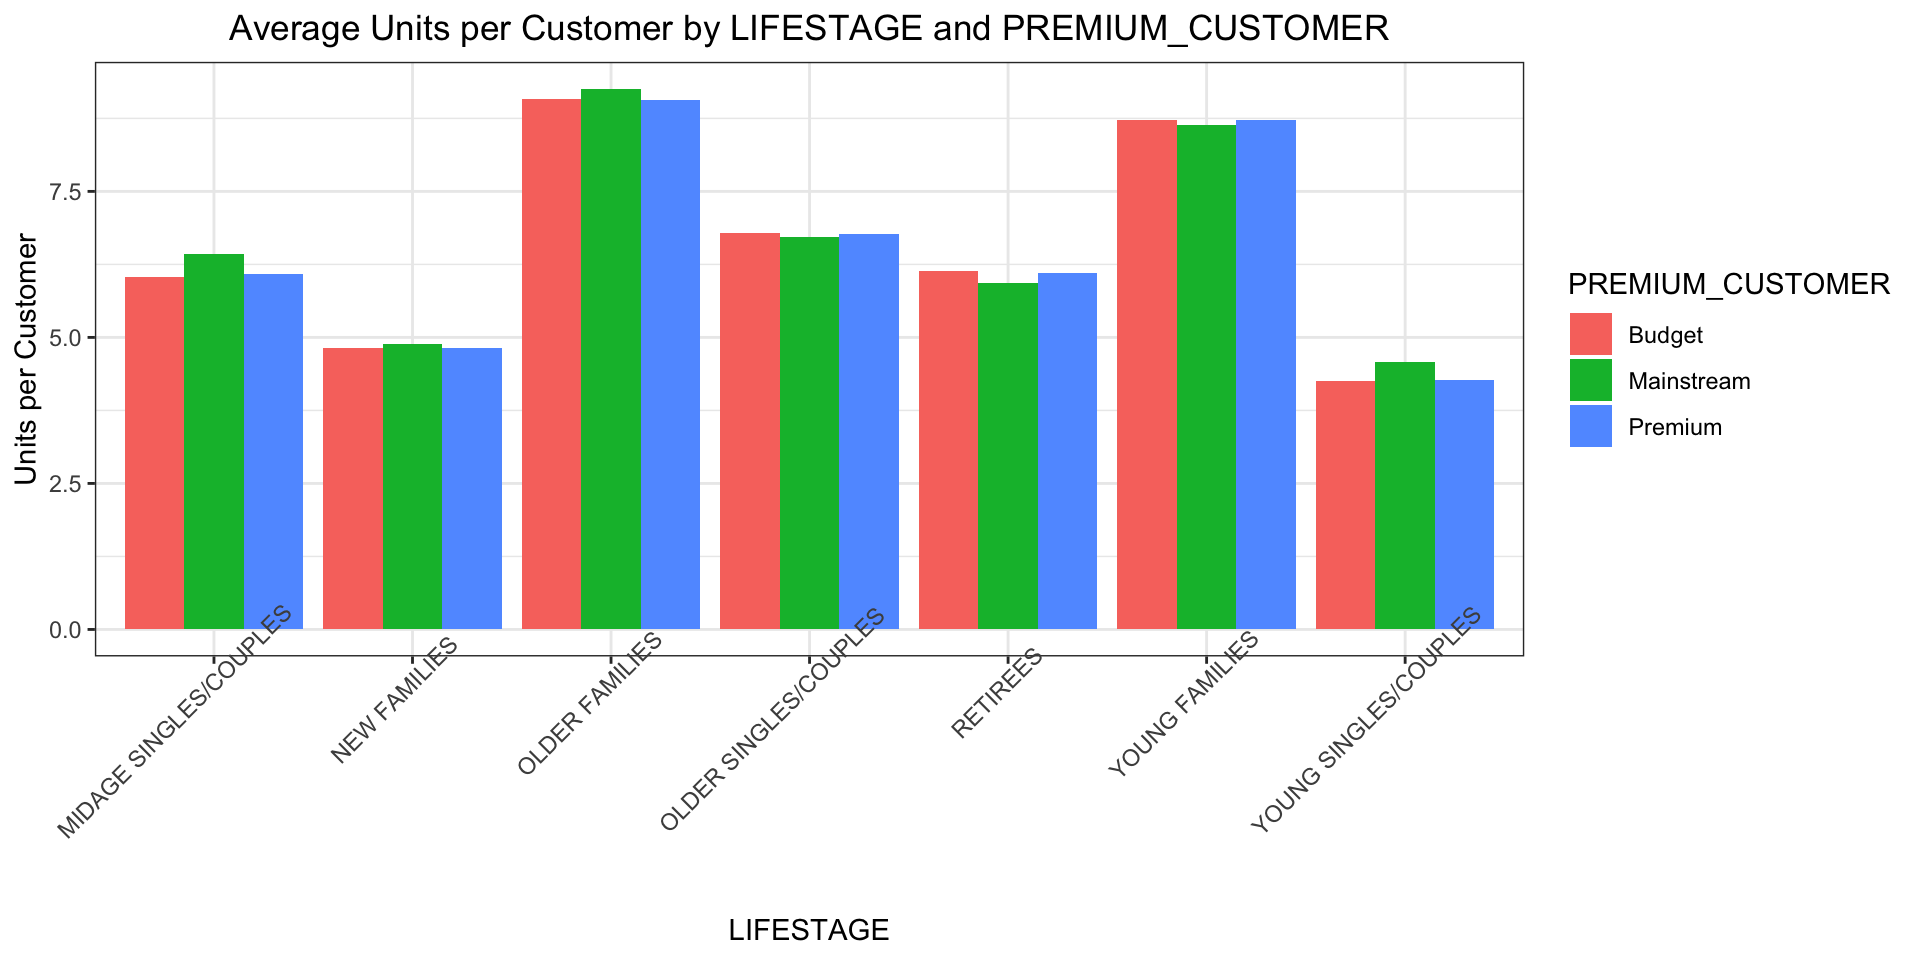 Average Units per Customer by LIFESTAGE and PREMIUM_CUSTOMER
Units per Customer
7.5
5.0
2.5
0.0
MIDAGE SINGLES/COUPLES
NEW FAMILIES
OLDER FAMILIES
OLDER SINGLES/COUPLES
RETIREES
YOUNG FAMILIES
YOUNG SINGLES/COUPLES
LIFESTAGE
PREMIUM_CUSTOMER
Budget
Mainstream
Premium